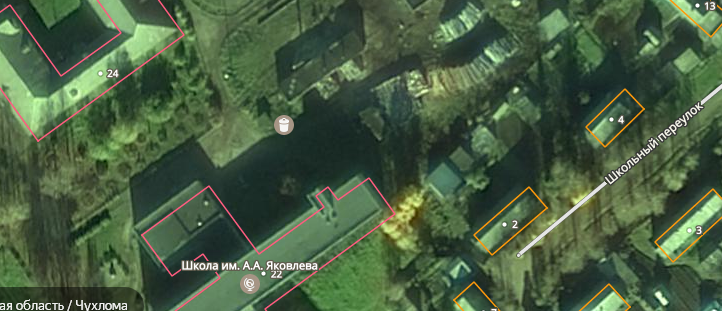 13
24
4
Школьный переулок
2
3
Школа им. А.А. Яковлева
22
ая область / Чухлома